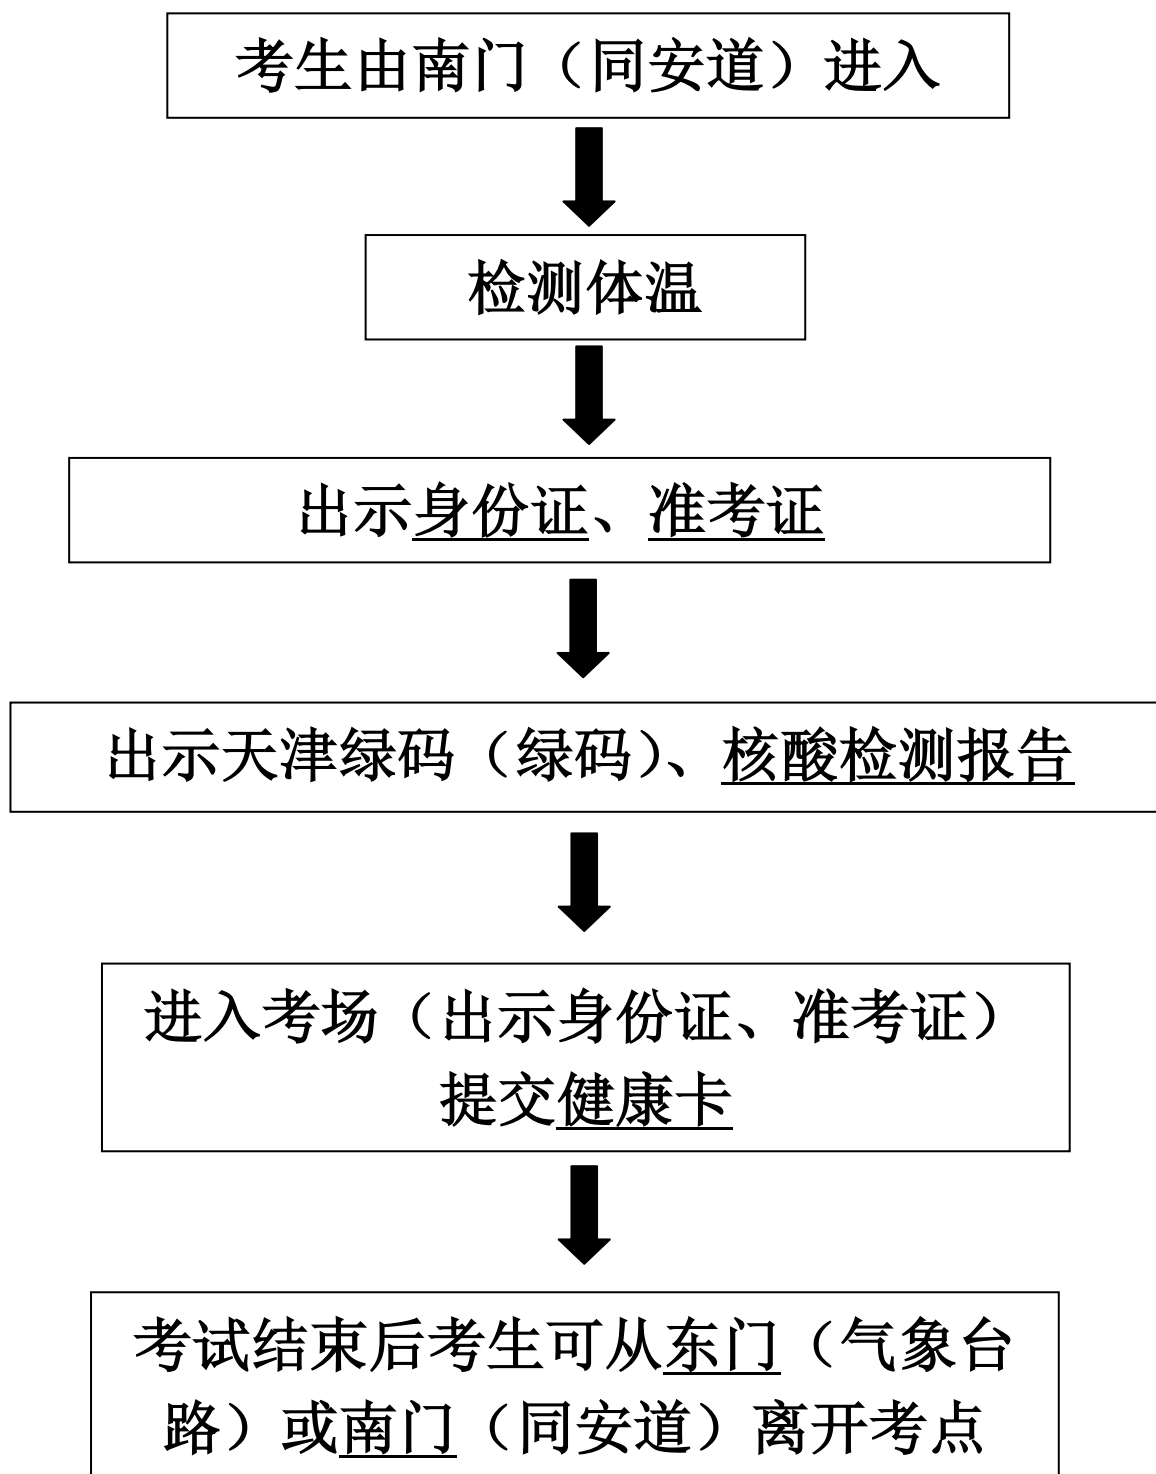 考生由南门（同安道）进入
检测体温
出示身份证、准考证
出示天津绿码（绿码）、核酸检测报告
进入考场（出示身份证、准考证）
提交健康卡
考试结束后考生可从东门（气象台
路）或南门（同安道）离开考点